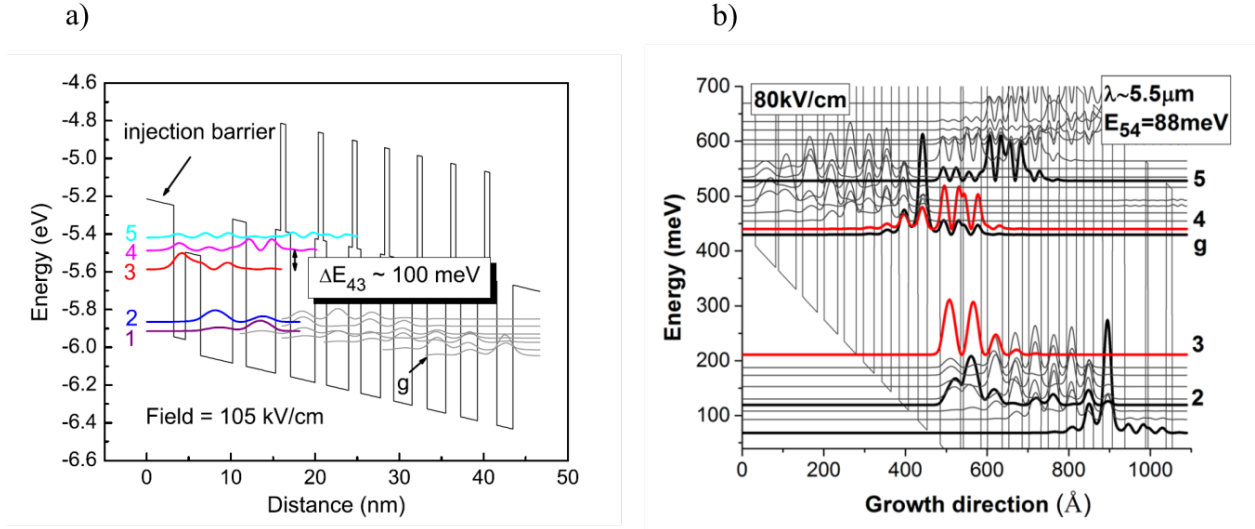 a)
b)
-4.6
-4.8
-5.0
-5.2
-5.4
-5.6
-5.8
-6.0
-6.2
-6.4
-6.6
Energy (eV)
injection barrier
5
4
3
2
1
ΔE43 ~ 100 meV
g
Field = 105 kV/cm
0 10 20 30 40 50
Distance (nm)
700
600
500
400
300
200
100
Energy (meV)
80kV/cm
λ~5.5μm
E54=88meV
5
4
g
3
2
0 200 400 600 800 1000
Growth direction (Å)